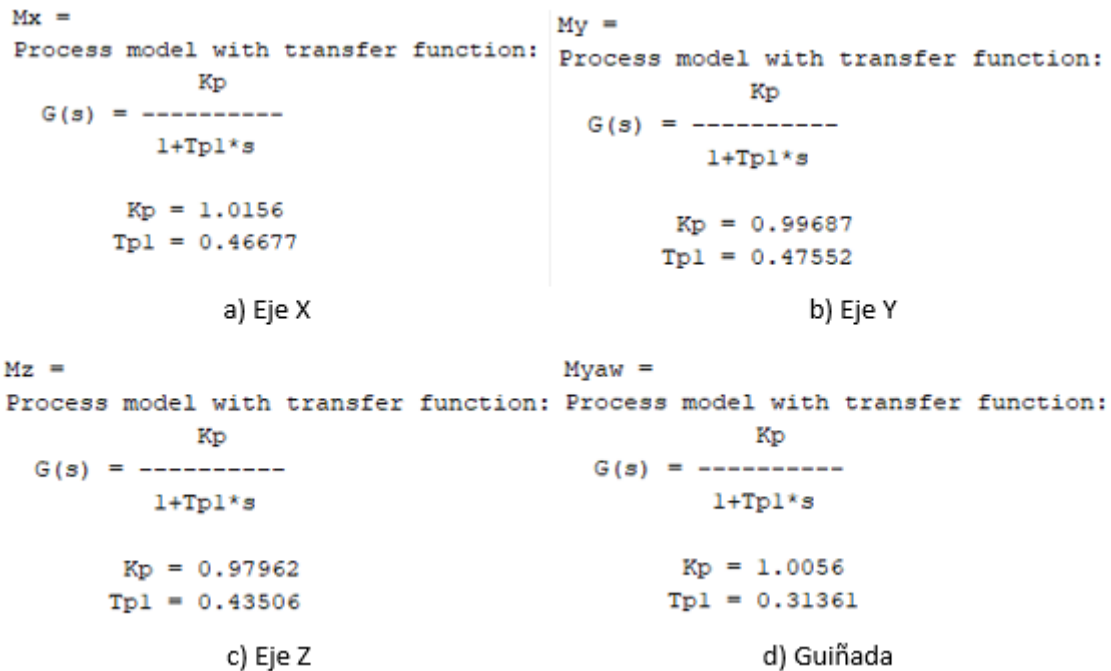 Mx =
Process model with transfer function:
Kp
G(s) = ----------
1+Tp1*s
Kp = 1.0156
Tp1 = 0.46677
a) Eje X
My =
Process model with transfer function:
Kp
G(s) = ----------
1+Tp1*s
Kp = 0.99687
Tp1 = 0.47552
b) Eje Y
Mz =
Process model with transfer function:
Kp
G(s) = ----------
1+Tp1*s
Kp = 0.97962
Tp1 = 0.43506
c) Eje Z
Myaw =
Process model with transfer function:
Kp
G(s) = ----------
1+Tp1*s
Kp = 1.0056
Tp1 = 0.31361
d) Guiñada